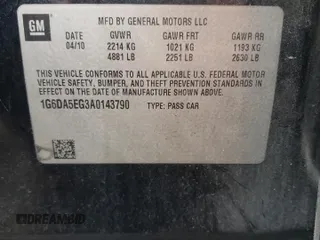 GM
MFD BY GENERAL MOTORS LLC
DATE GVWR GAWR FRT GAWR RR
04/10 2214 KG 1021 KG 1193 KG
4881 LB 2251 LB 2630 LB
THIS VEHICLE CONFORMS TO ALL APPLICABLE U.S. FEDERAL MOTOR
VEHICLE SAFETY, BUMPER, AND THEFT PREVENTION STANDARDS IN
EFFECT ON THE DATE OF MANUFACTURE SHOWN ABOVE.
1G6DA5EG3A0143790 TYPE: PASS CAR
DREAMBID